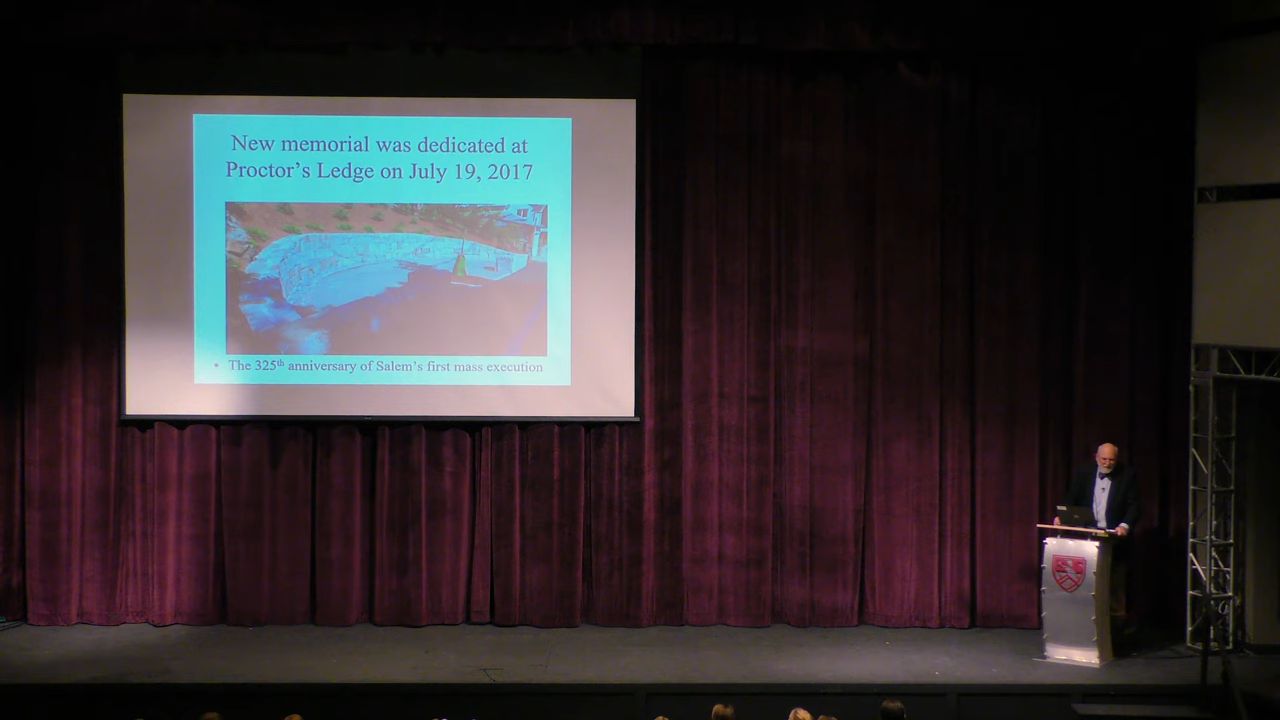 New memorial was dedicated at
Proctor's Ledge on July 19, 2017
• The 325th anniversary of Salem's first mass execution